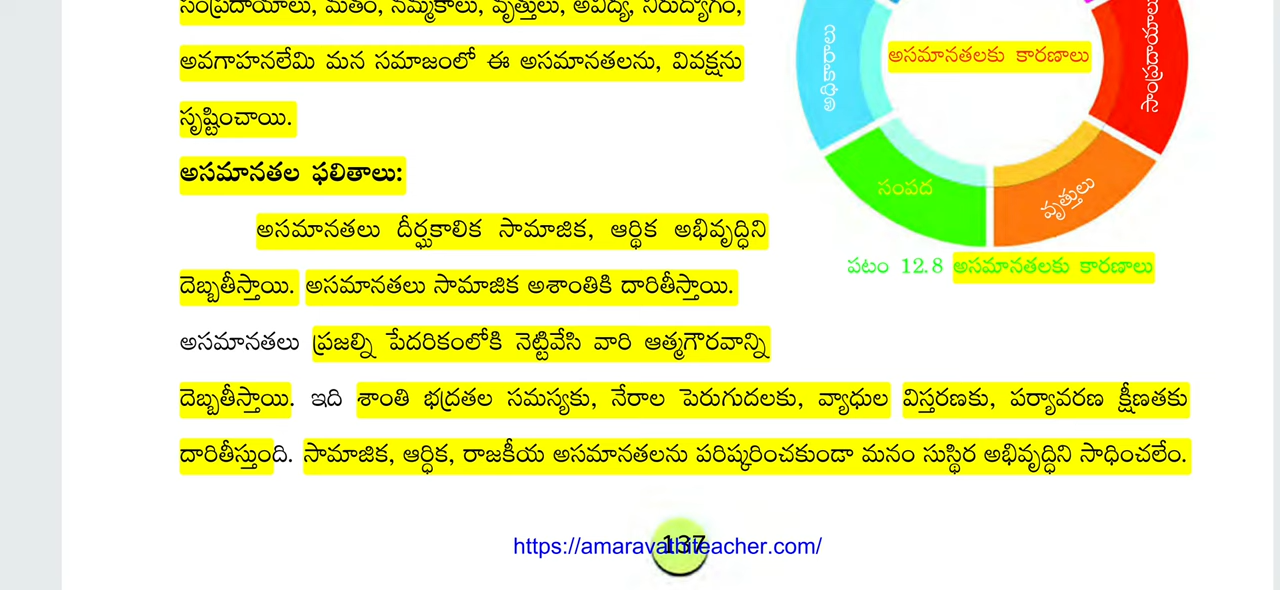 సంప్రదాయాలు, మతం, నమ్మకాలు, వృత్తులు, అవిద్య, నిరుద్యోగం,
అవగాహనలేమి మన సమాజంలో ఈ అసమానతలను, వివక్షను
సృష్టించాయి.
అసమానతల ఫలితాలు:
అసమానతలు దీర్ఘకాలిక సామాజిక, ఆర్థిక అభివృద్ధిని
దెబ్బతీస్తాయి. అసమానతలు సామాజిక అశాంతికి దారితీస్తాయి.
అసమానతలు ప్రజల్ని పేదరికంలోకి నెట్టివేసి వారి ఆత్మగౌరవాన్ని
దెబ్బతీస్తాయి. ఇది శాంతి భద్రతల సమస్యకు, నేరాల పెరుగుదలకు, వ్యాధుల విస్తరణకు, పర్యావరణ క్షీణతకు
దారితీస్తుంది. సామాజిక, ఆర్థిక, రాజకీయ అసమానతలను పరిష్కరించకుండా మనం సుస్థిర అభివృద్ధిని సాధించలేం.
అధికారాలు
అసమానతలకు కారణాలు
సాంప్రదాయాలు
సంపద
వృత్తులు
పటం 12.8 అసమానతలకు కారణాలు
137
https://amaravathiteacher.com/